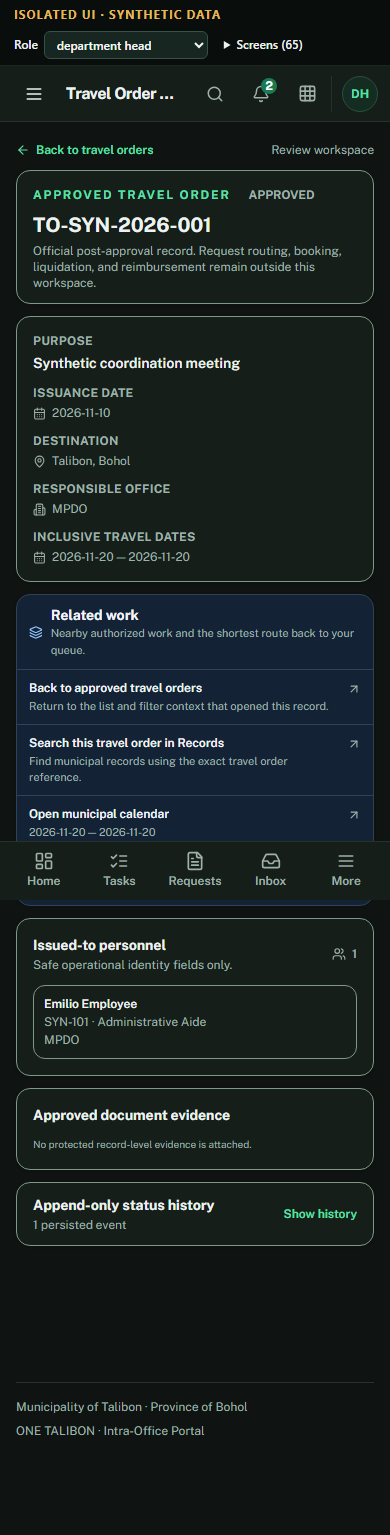 ISOLATED UI · SYNTHETIC DATA
Role department head Screens (65)
Travel Order ... 2 DH
Back to travel orders Review workspace
APPROVED TRAVEL ORDER APPROVED
TO-SYN-2026-001
Official post-approval record. Request routing, booking,
liquidation, and reimbursement remain outside this
workspace.
PURPOSE
Synthetic coordination meeting
ISSUANCE DATE
2026-11-10
DESTINATION
Talibon, Bohol
RESPONSIBLE OFFICE
MPDO
INCLUSIVE TRAVEL DATES
2026-11-20 — 2026-11-20
Related work
Nearby authorized work and the shortest route back to your
queue.
Back to approved travel orders
Return to the list and filter context that opened this record.
Search this travel order in Records
Find municipal records using the exact travel order
reference.
Open municipal calendar
2026-11-20 — 2026-11-20
Home Tasks Requests Inbox More
Issued-to personnel 1
Safe operational identity fields only.
Emilio Employee
SYN-101 · Administrative Aide
MPDO
Approved document evidence
No protected record-level evidence is attached.
Append-only status history Show history
1 persisted event
Municipality of Talibon · Province of Bohol
ONE TALIBON · Intra-Office Portal